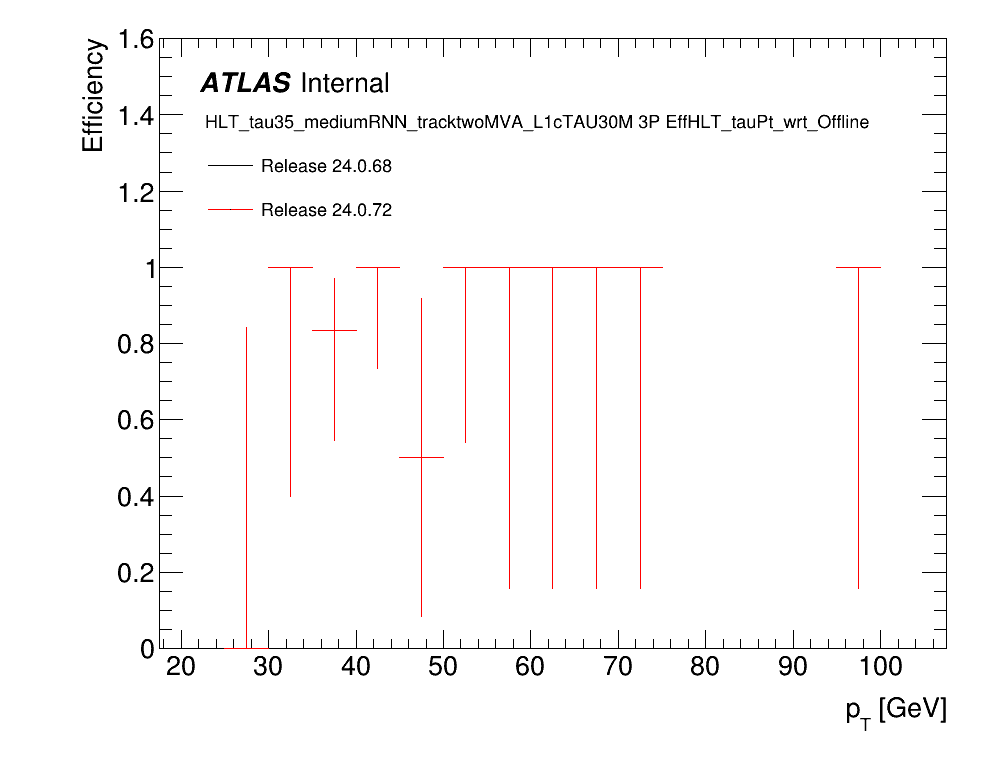 Efficiency
ATLAS Internal
HLT_tau35_mediumRNN_tracktwoMVA_L1cTAU30M 3P EffHLT_tauPt_wrt_Offline
Release 24.0.68
Release 24.0.72
1.6
1.4
1.2
1
0.8
0.6
0.4
0.2
0
20 30 40 50 60 70 80 90 100
p_T [GeV]